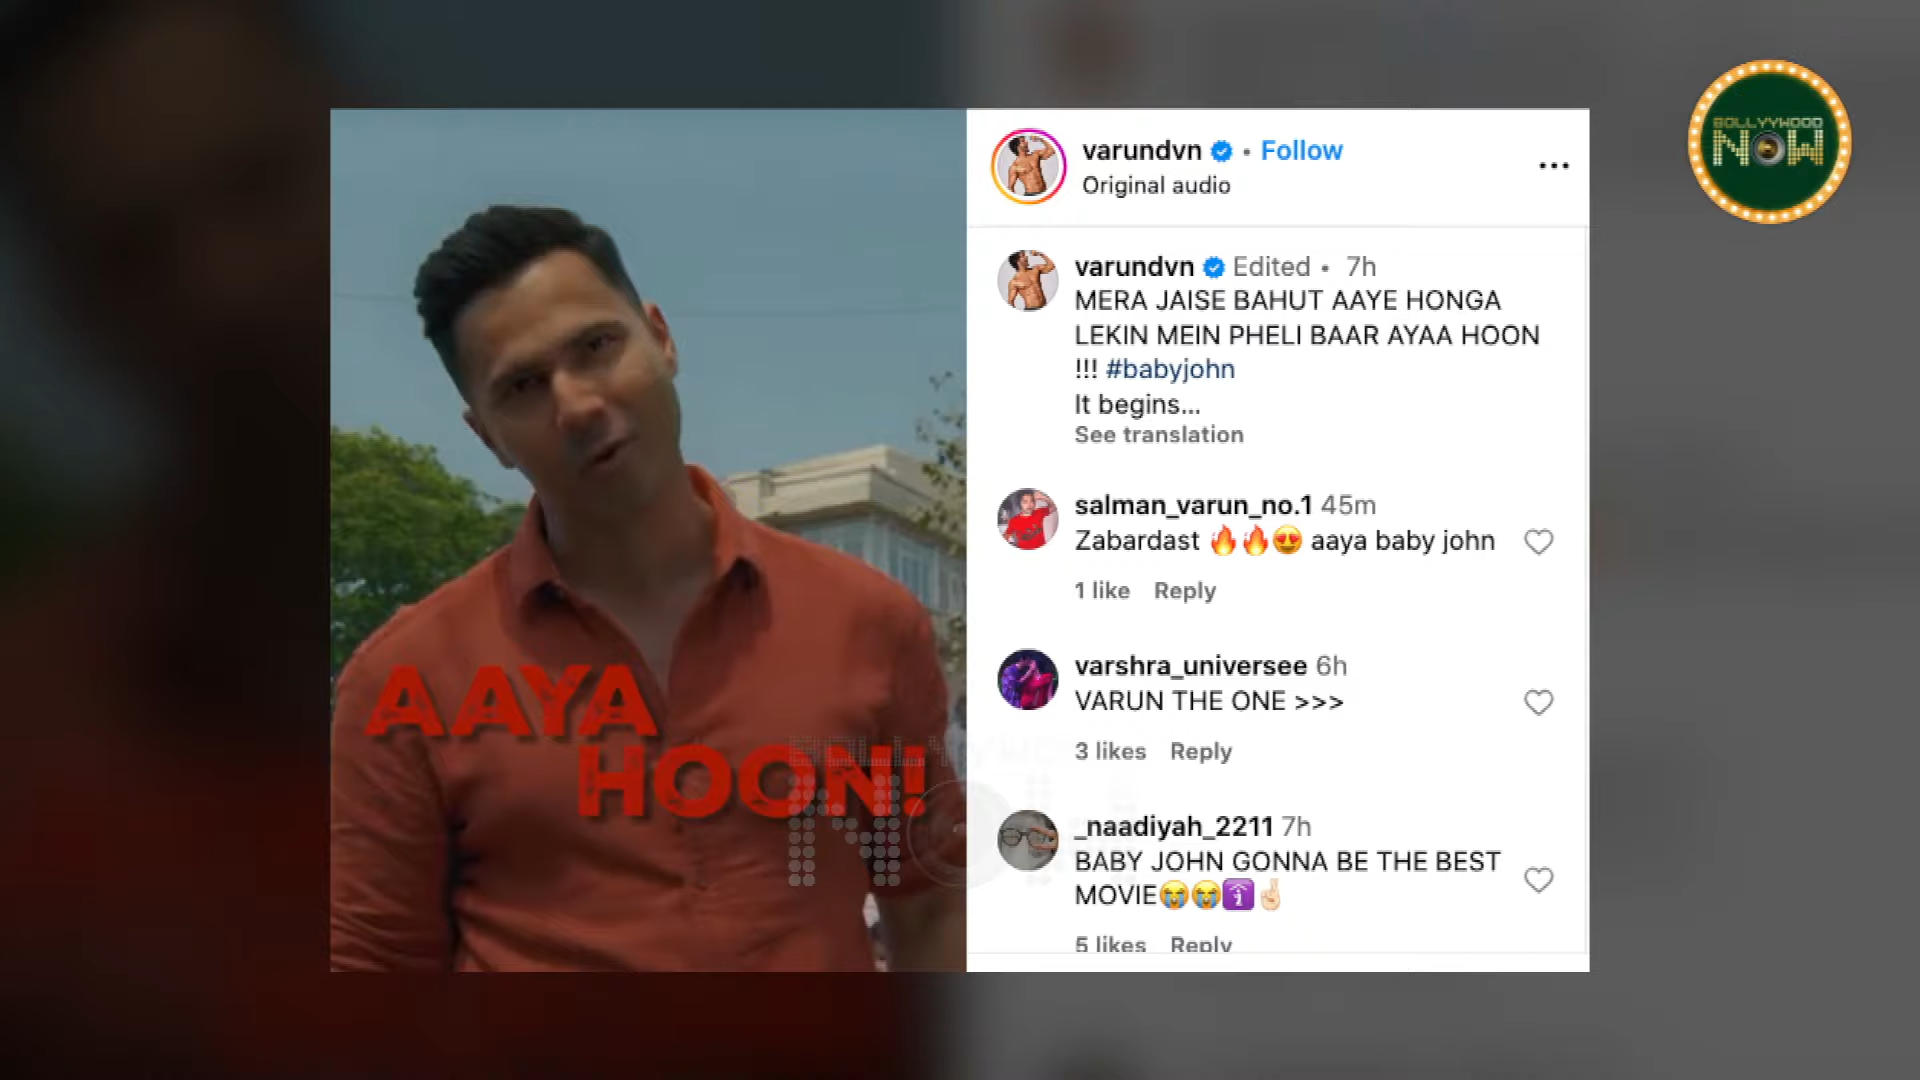 BOLLYYWOOD
NOW
varundvn • Follow
Original audio
varundvn Edited • 7h
MERA JAISE BAHUT AAYE HONGA
LEKIN MEIN PHELI BAAR AYAA HOON
!!! #babyjohn
It begins...
See translation
salman_varun_no.1 45m
Zabardast 🔥🔥😍 aaya baby john
1 like Reply
varshra_universee 6h
VARUN THE ONE >>>
3 likes Reply
_naadiyah_2211 7h
BABY JOHN GONNA BE THE BEST
MOVIE😭😭🛐🤞🏻
5 likes Reply
AAYA
HOON!